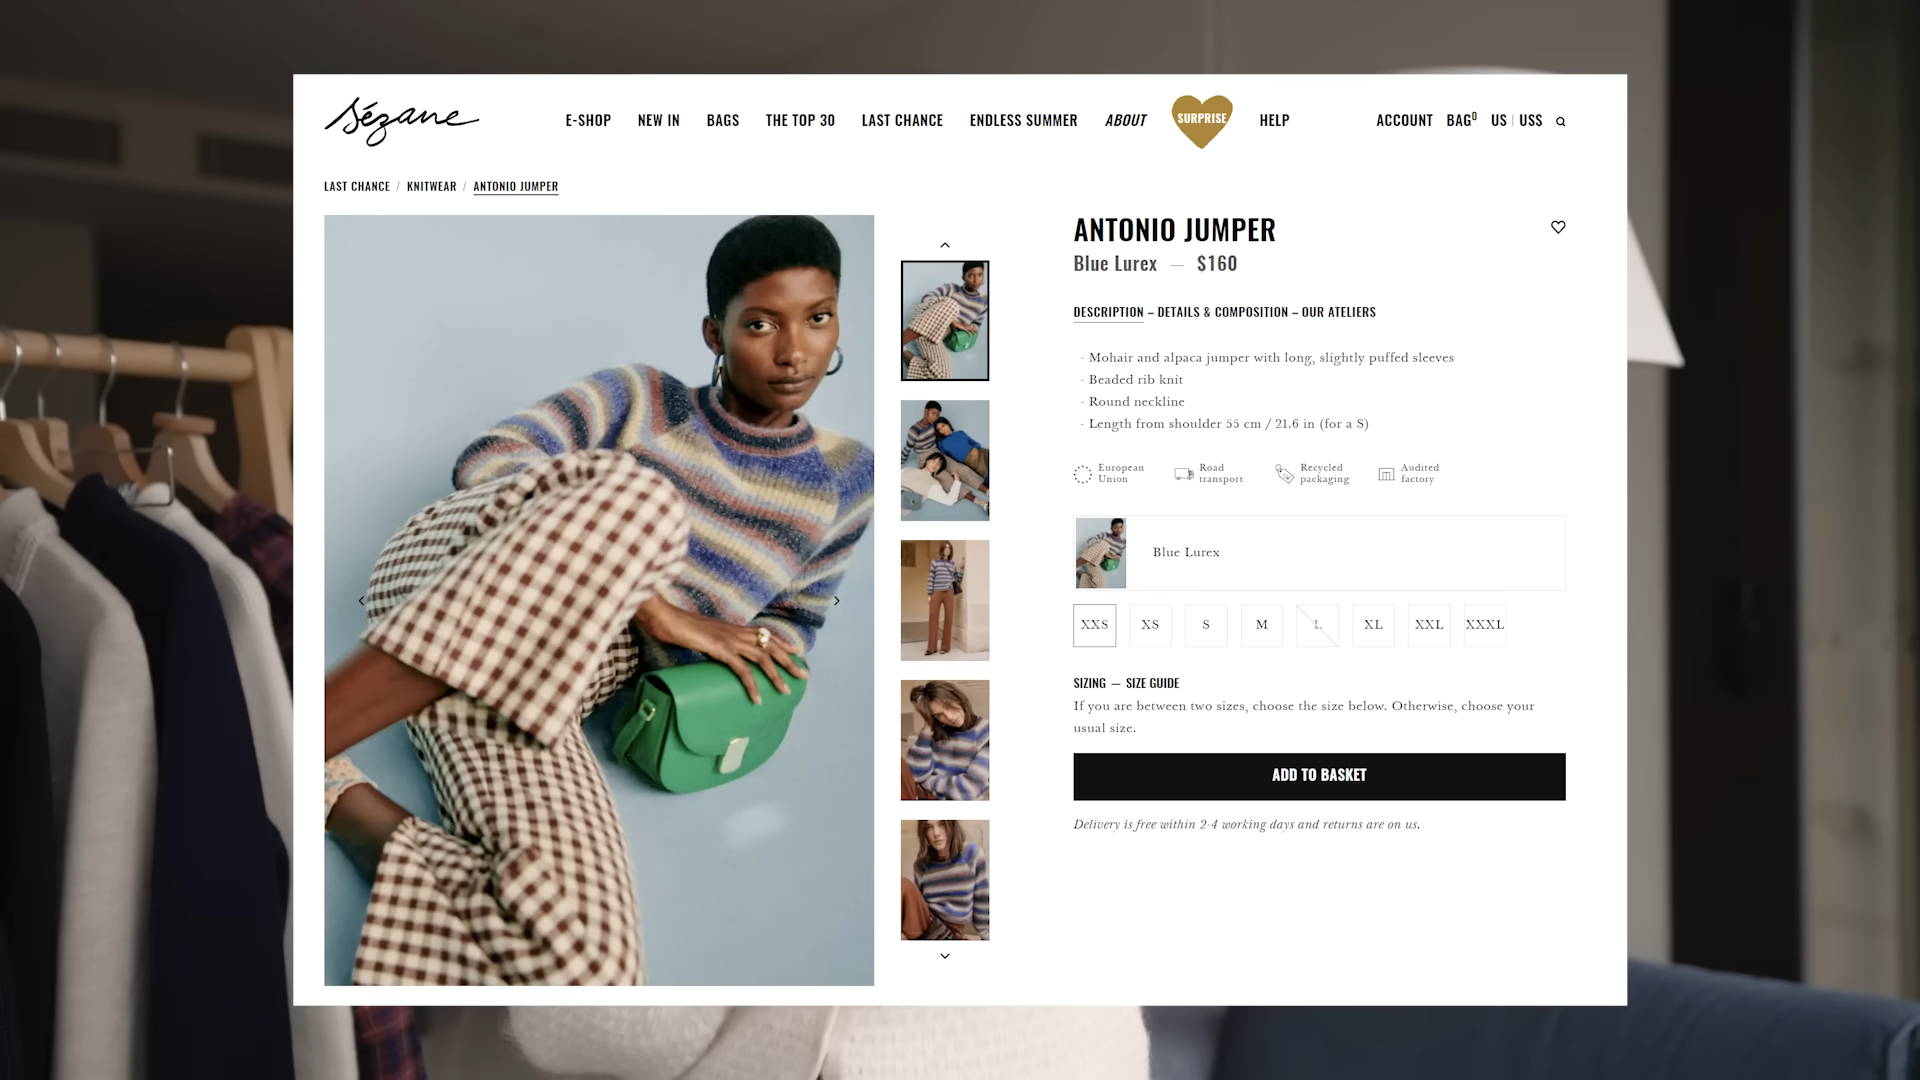 Sézane
E-SHOP NEW IN BAGS THE TOP 30 LAST CHANCE ENDLESS SUMMER ABOUT SURPRISE HELP ACCOUNT BAG0 US | US$
LAST CHANCE / KNITWEAR / ANTONIO JUMPER
ANTONIO JUMPER
Blue Lurex — $160
DESCRIPTION – DETAILS & COMPOSITION – OUR ATELIERS
- Mohair and alpaca jumper with long, slightly puffed sleeves
- Beaded rib knit
- Round neckline
- Length from shoulder 55 cm / 21.6 in (for a S)
European Union
Road transport
Recycled packaging
Audited factory
Blue Lurex
XXS XS S M L XL XXL XXXL
SIZING — SIZE GUIDE
If you are between two sizes, choose the size below. Otherwise, choose your
usual size.
ADD TO BASKET
Delivery is free within 2-4 working days and returns are on us.